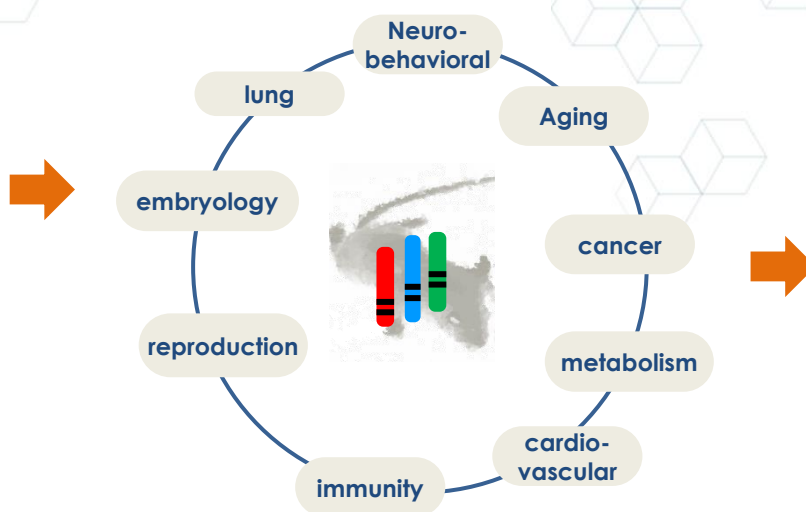 Neuro-
behavioral
lung
Aging
embryology
cancer
reproduction
metabolism
cardio-
vascular
immunity